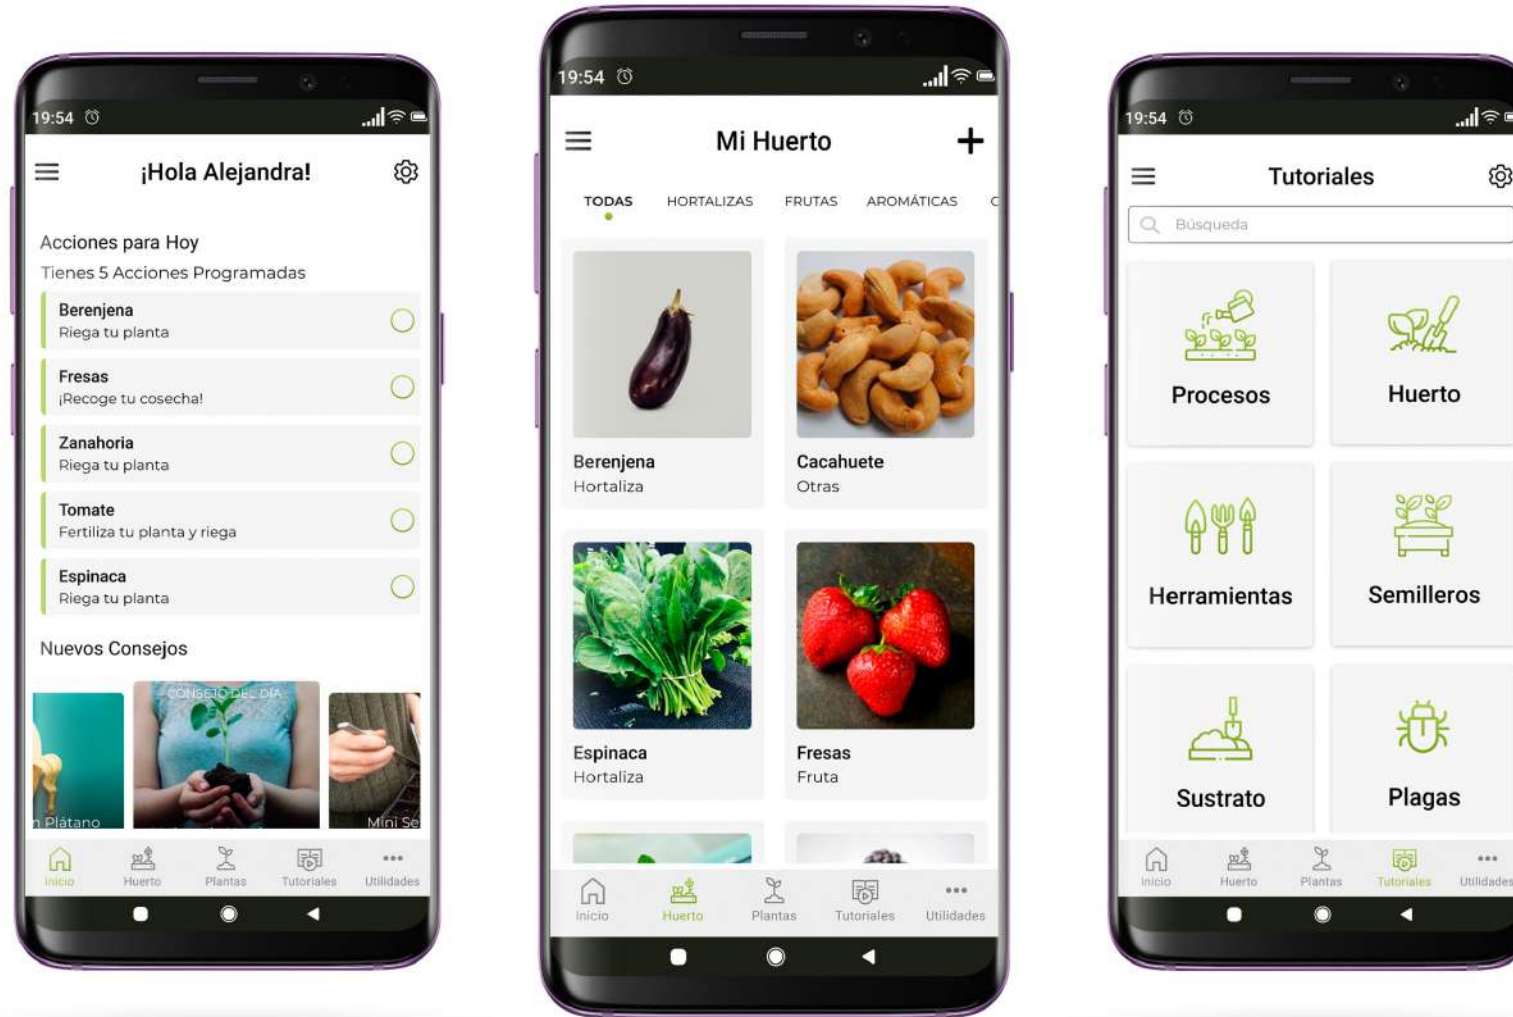 19:54
¡Hola Alejandra!
Acciones para Hoy
Tienes 5 Acciones Programadas
Berenjena
Riega tu planta
Fresas
¡Recoge tu cosecha!
Zanahoria
Riega tu planta
Tomate
Fertiliza tu planta y riega
Espinaca
Riega tu planta
Nuevos Consejos
CONSEJO DEL DÍA
n Plátano
Mini Se
Inicio
Huerto
Plantas
Tutoriales
Utilidades
19:54
Mi Huerto
TODAS
HORTALIZAS
FRUTAS
AROMÁTICAS
Berenjena
Hortaliza
Cacahuete
Otras
Espinaca
Hortaliza
Fresas
Fruta
Inicio
Huerto
Plantas
Tutoriales
Utilidades
19:54
Tutoriales
Búsqueda
Procesos
Huerto
Herramientas
Semilleros
Sustrato
Plagas
Inicio
Huerto
Plantas
Tutoriales
Utilidades